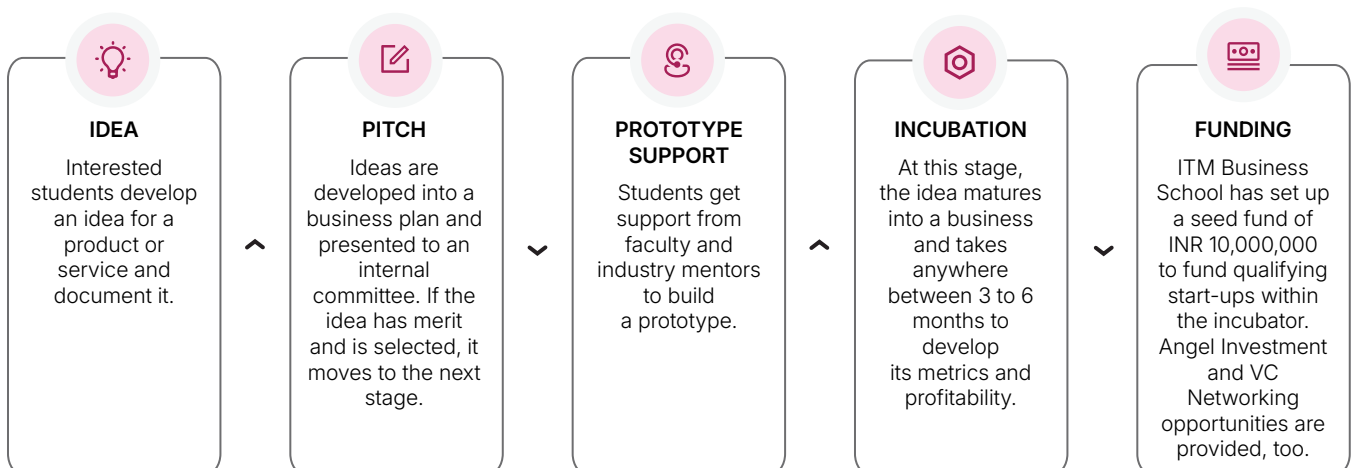 IDEA
Interested
students develop
an idea for a
product or
service and
document it.
PITCH
Ideas are
developed into a
business plan and
presented to an
internal
committee. If the
idea has merit
and is selected, it
moves to the next
stage.
PROTOTYPE
SUPPORT
Students get
support from
faculty and
industry mentors
to build
a prototype.
INCUBATION
At this stage,
the idea matures
into a business
and takes
anywhere
between 3 to 6
months to
develop
its metrics and
profitability.
FUNDING
ITM Business
School has set up
a seed fund of
INR 10,000,000
to fund qualifying
start-ups within
the incubator.
Angel Investment
and VC
Networking
opportunities are
provided, too.